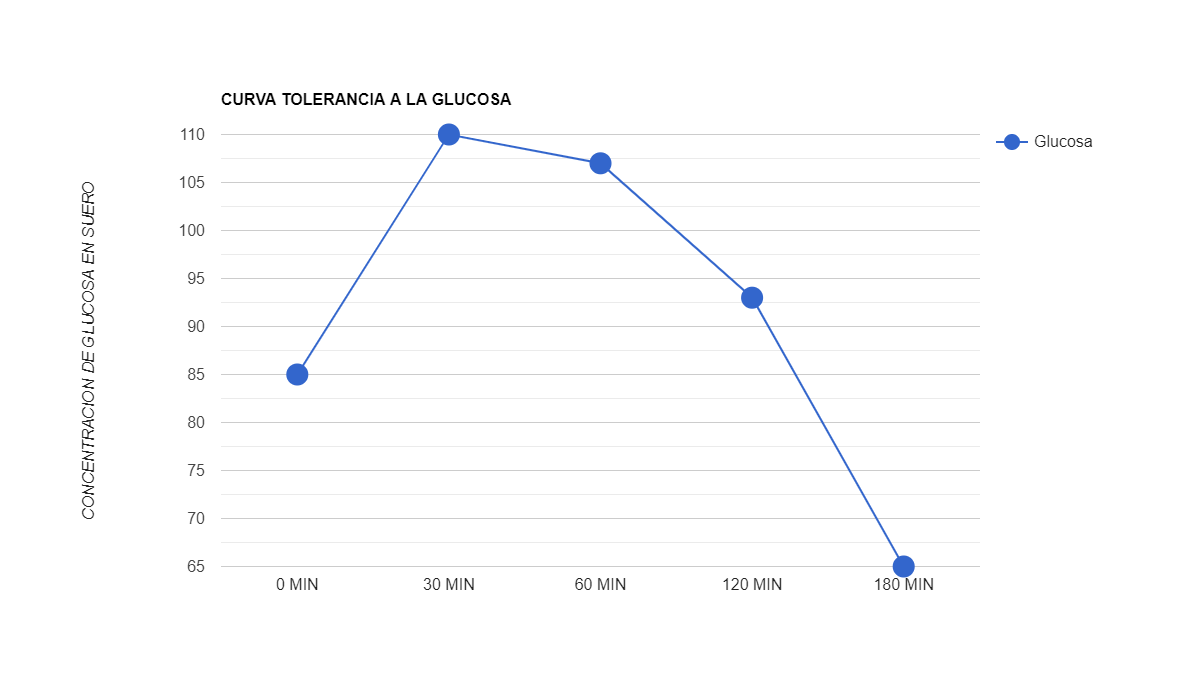 CURVA TOLERANCIA A LA GLUCOSA
CONCENTRACION DE GLUCOSA EN SUERO
110
105
100
95
90
85
80
75
70
65
0 MIN
30 MIN
60 MIN
120 MIN
180 MIN
Glucosa